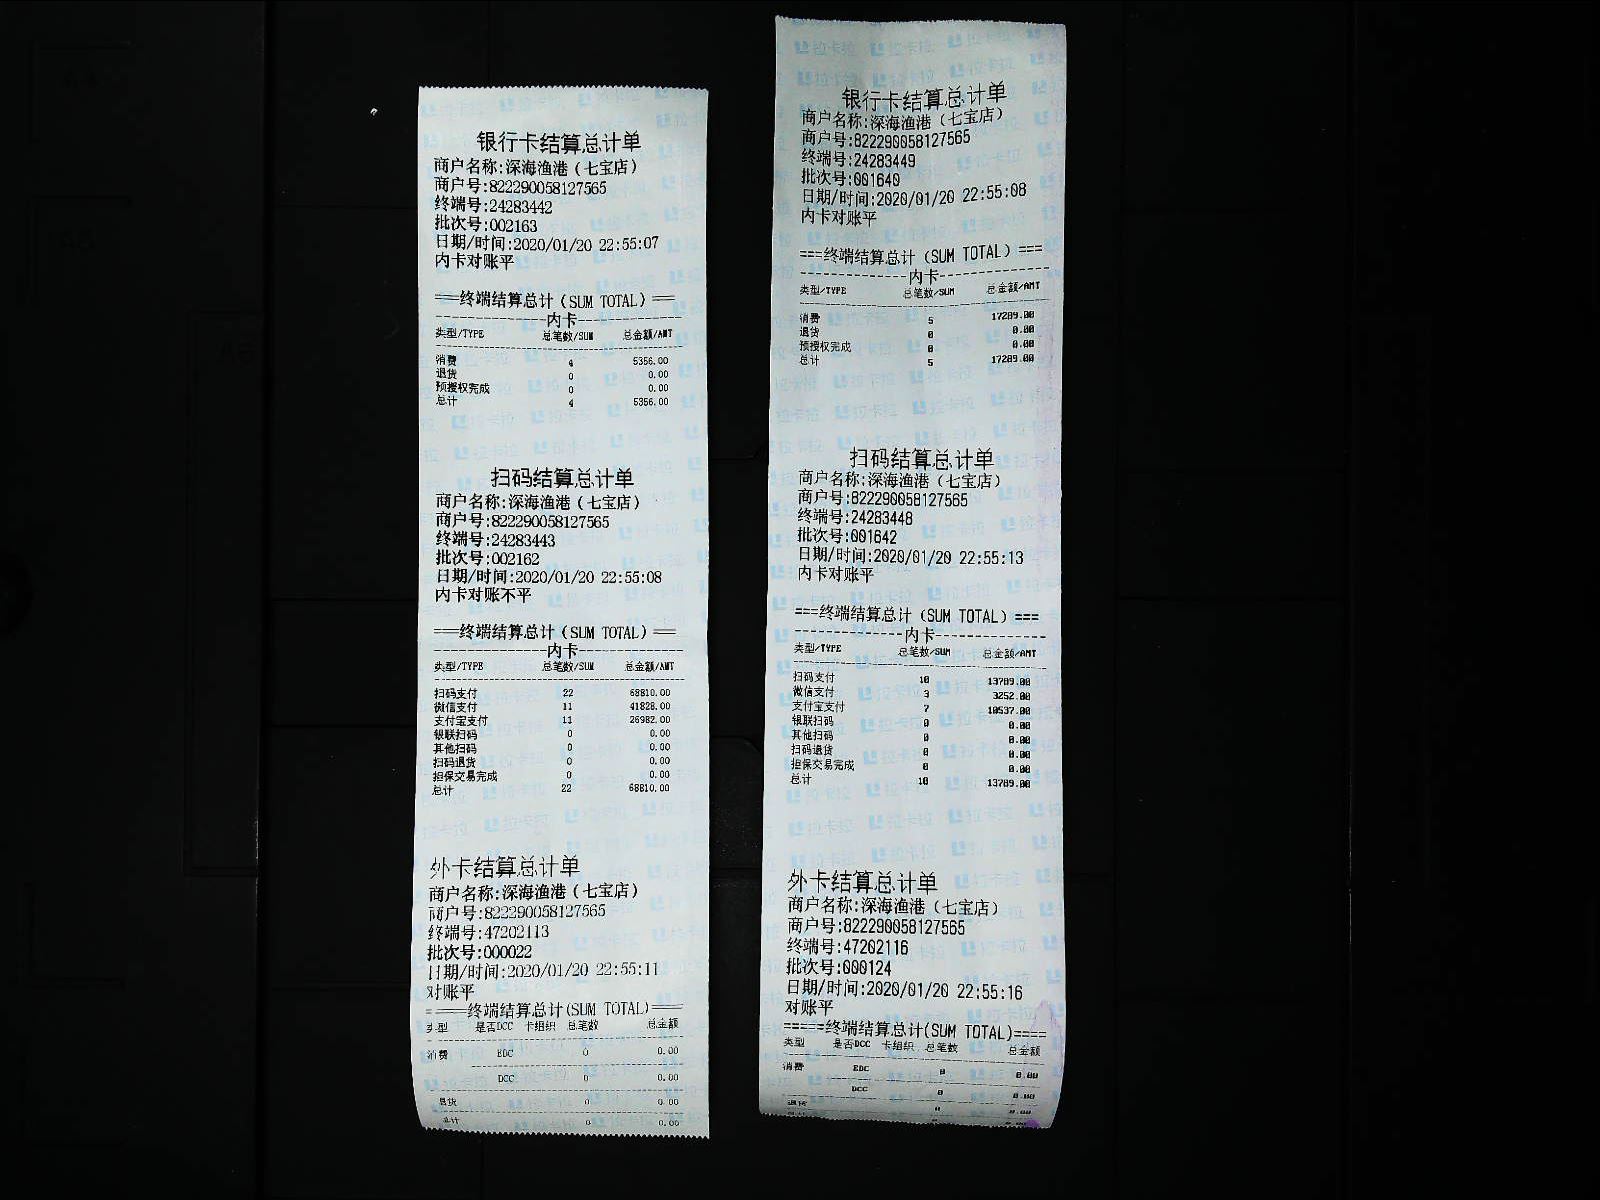 银行卡结算总计单
商户名称:深海渔港（七宝店）
商户号:822290058127565
终端号:24283442
批次号:002163
日期/时间:2020/01/20 22:55:07
内卡对账平
===终端结算总计（SUM TOTAL）===
内卡
类型/TYPE 总笔数/SUM 总金额/AMT
消费 4 5356.00
退货 0 0.00
预授权完成 0 0.00
总计 4 5356.00
扫码结算总计单
商户名称:深海渔港（七宝店）
商户号:822290058127565
终端号:24283443
批次号:002162
日期/时间:2020/01/20 22:55:08
内卡对账不平
===终端结算总计（SUM TOTAL）===
内卡
类型/TYPE 总笔数/SUM 总金额/AMT
扫码支付 22 68810.00
微信支付 11 41828.00
支付宝支付 11 26982.00
银联扫码 0 0.00
其他扫码 0 0.00
扫码退货 0 0.00
担保交易完成 0 0.00
总计 22 68810.00
外卡结算总计单
商户名称:深海渔港（七宝店）
商户号:822290058127565
终端号:47202113
批次号:000022
日期/时间:2020/01/20 22:55:11
对账平
=====终端结算总计(SUM TOTAL)====
类型 是否DCC 卡组织 总笔数 总金额
消费 EDC 0 0.00
DCC 0 0.00
退货 0 0.00
总计 0 0.00
银行卡结算总计单
商户名称:深海渔港（七宝店）
商户号:822290058127565
终端号:24283449
批次号:001640
日期/时间:2020/01/20 22:55:08
内卡对账平
===终端结算总计（SUM TOTAL）===
内卡
类型/TYPE 总笔数/SUM 总金额/AMT
消费 5 17289.00
退货 0 0.00
预授权完成 0 0.00
总计 5 17289.00
扫码结算总计单
商户名称:深海渔港（七宝店）
商户号:822290058127565
终端号:24283448
批次号:001642
日期/时间:2020/01/20 22:55:13
内卡对账平
===终端结算总计（SUM TOTAL）===
内卡
类型/TYPE 总笔数/SUM 总金额/AMT
扫码支付 10 13789.00
微信支付 3 3252.00
支付宝支付 7 10537.00
银联扫码 0 0.00
其他扫码 0 0.00
扫码退货 0 0.00
担保交易完成 0 0.00
总计 10 13789.00
外卡结算总计单
商户名称:深海渔港（七宝店）
商户号:822290058127565
终端号:47202116
批次号:000124
日期/时间:2020/01/20 22:55:16
对账平
=====终端结算总计(SUM TOTAL)====
类型 是否DCC 卡组织 总笔数 总金额
消费 EDC 0 0.00
DCC 0 0.00
退货 0 0.00